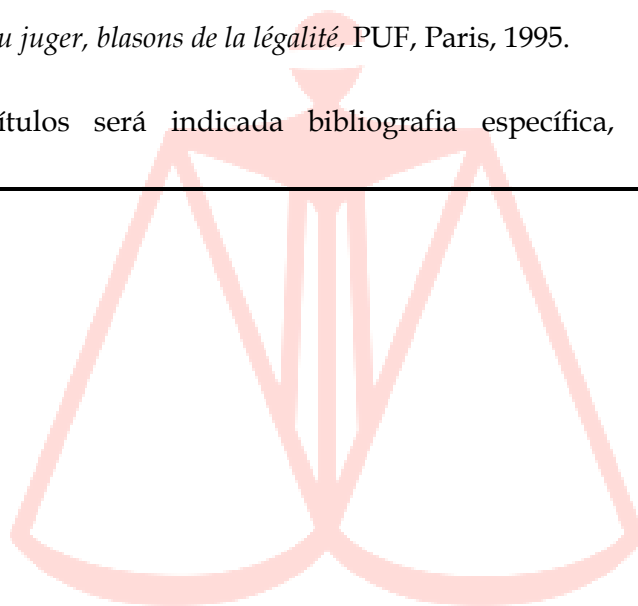 u juger, blasons de la légalité, PUF, Paris, 1995.
ítulos será indicada bibliografia específica,